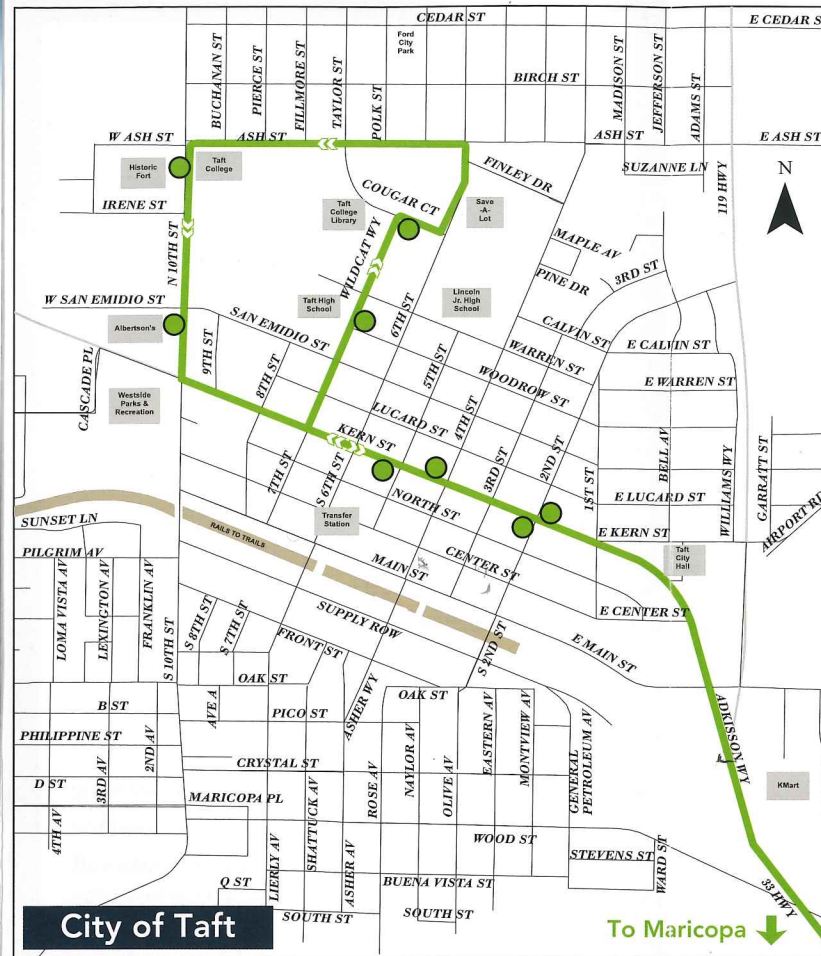 CEDAR ST
E CEDAR S
Ford
City
Park
BUCHANAN ST
PIERCE ST
FILLMORE ST
TAYLOR ST
POLK ST
BIRCH ST
MADISON ST
JEFFERSON ST
ADAMS ST
W ASH ST
ASH ST
ASH ST
E ASH ST
Historic
Fort
Taft
College
FINLEY DR
SUZANNE LN
119 HWY
N
IRENE ST
COUGAR CT
Taft
College
Library
Save
-A-
Lot
N 10TH ST
WILDCAT WY
MAPLE AV
PINE DR
3RD ST
W SAN EMIDIO ST
SAN EMIDIO ST
Taft High
School
6TH ST
Lincoln
Jr. High
School
CALVIN ST
E CALVIN ST
Albertson's
9TH ST
8TH ST
5TH ST
WARREN ST
WOODROW ST
E WARREN ST
CASCADE PL
Westside
Parks &
Recreation
LUCARD ST
4TH ST
KERN ST
7TH ST
S 6TH ST
3RD ST
2ND ST
1ST ST
BELL AV
WILLIAMS WY
GARRATT ST
NORTH ST
E LUCARD ST
Transfer
Station
E KERN ST
AIRPORT RD
SUNSET LN
RAILS TO TRAILS
MAIN ST
CENTER ST
Taft
City
Hall
PILGRIM AV
LOMA VISTA AV
LEXINGTON AV
FRANKLIN AV
S 10TH ST
S 8TH ST
S 7TH ST
SUPPLY ROW
FRONT ST
E CENTER ST
S 2ND ST
E MAIN ST
OAK ST
OAK ST
B ST
AVE A
PICO ST
ASHER WY
ADKISSON WY
PHILIPPINE ST
3RD AV
2ND AV
NAYLOR AV
EASTERN AV
MONTVIEW AV
GENERAL
PETROLEUM AV
CRYSTAL ST
ROSE AV
OLIVE AV
KMart
D ST
4TH AV
MARICOPA PL
SHATTUCK AV
WOOD ST
LIERLY AV
ASHER AV
STEVENS ST
WARD ST
Q ST
BUENA VISTA ST
33 HWY
SOUTH ST
SOUTH ST
City of Taft
To Maricopa